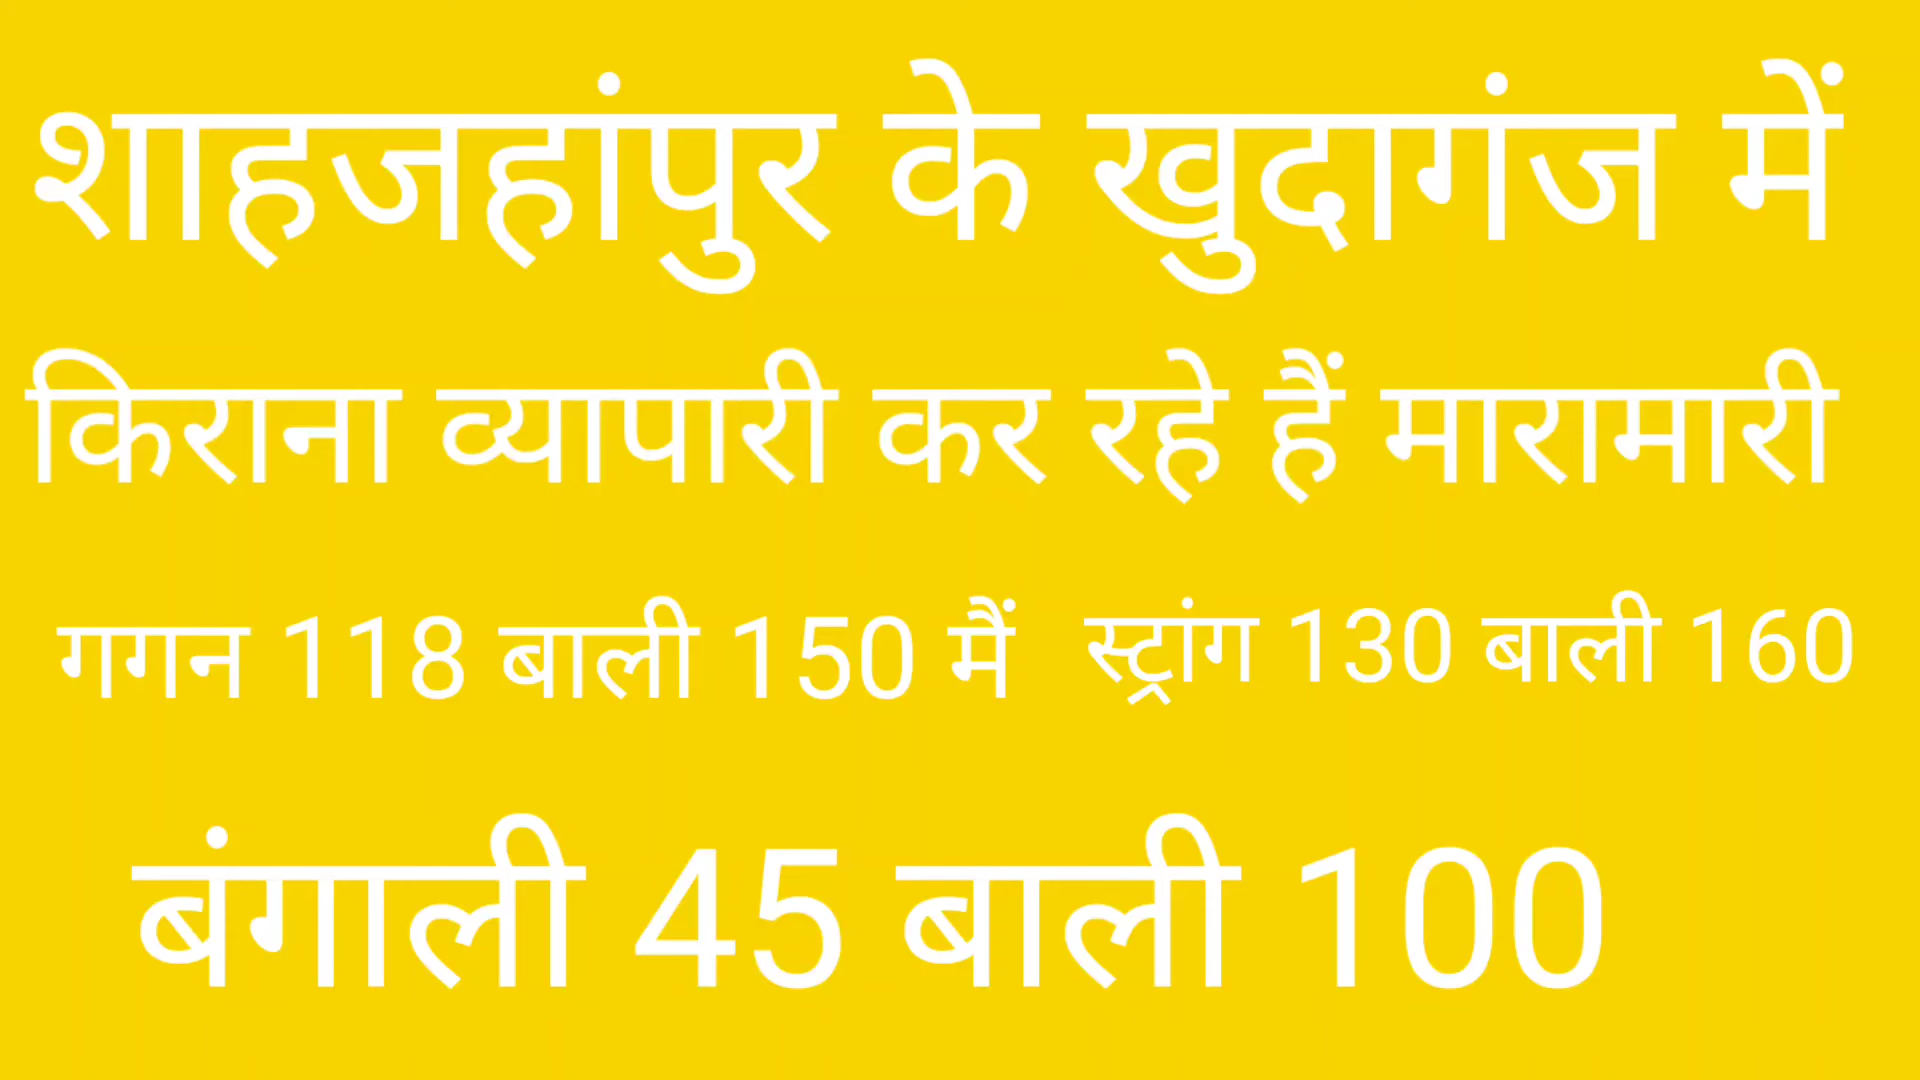 शाहजहांपुर के खुदागंज में
किराना व्यापारी कर रहे हैं मारामारी
गगन 118 बाली 150 मैं स्ट्रांग 130 बाली 160
बंगाली 45 बाली 100